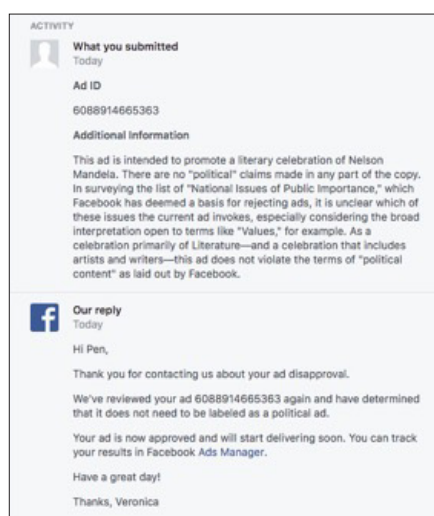 ACTIVITY
What you submitted
Today
Ad ID
6088914665363
Additional Information
This ad is intended to promote a literary celebration of Nelson
Mandela. There are no "political" claims made in any part of the copy.
In surveying the list of "National Issues of Public Importance," which
Facebook has deemed a basis for rejecting ads, it is unclear which of
these issues the current ad invokes, especially considering the broad
interpretation open to terms like "Values," for example. As a
celebration primarily of Literature—and a celebration that includes
artists and writers—this ad does not violate the terms of "political
content" as laid out by Facebook.
Our reply
Today
Hi Pen,
Thank you for contacting us about your ad disapproval.
We've reviewed your ad 6088914665363 again and have determined
that it does not need to be labeled as a political ad.
Your ad is now approved and will start delivering soon. You can track
your results in Facebook Ads Manager.
Have a great day!
Thanks, Veronica